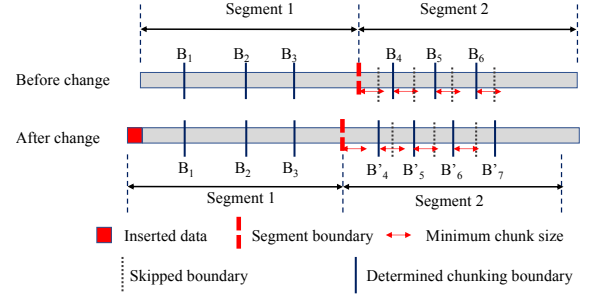 Segment 1 Segment 2
B1 B2 B3 B4 B5 B6
Before change
After change
B1 B2 B3 B'4 B'5 B'6 B'7
Segment 1 Segment 2
Inserted data Segment boundary Minimum chunk size
Skipped boundary Determined chunking boundary